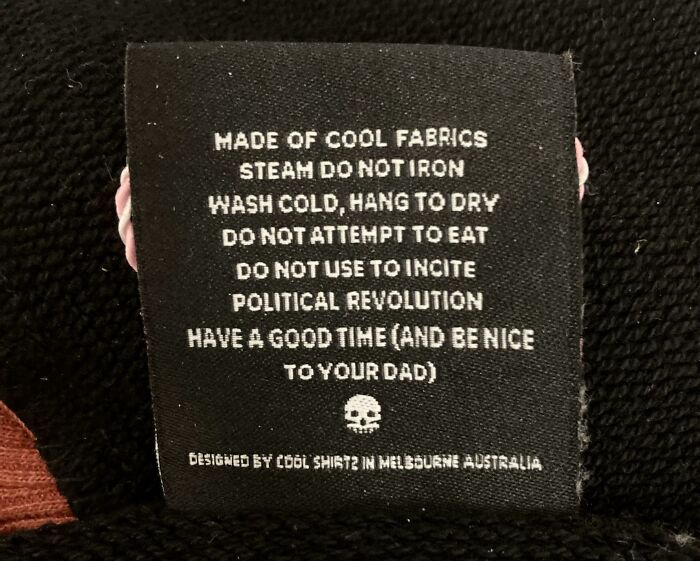 MADE OF COOL FABRICS
STEAM DO NOT IRON
WASH COLD, HANG TO DRY
DO NOT ATTEMPT TO EAT
DO NOT USE TO INCITE
POLITICAL REVOLUTION
HAVE A GOOD TIME (AND BE NICE
TO YOUR DAD)
DESIGNED BY COOL SHIRTZ IN MELBOURNE AUSTRALIA